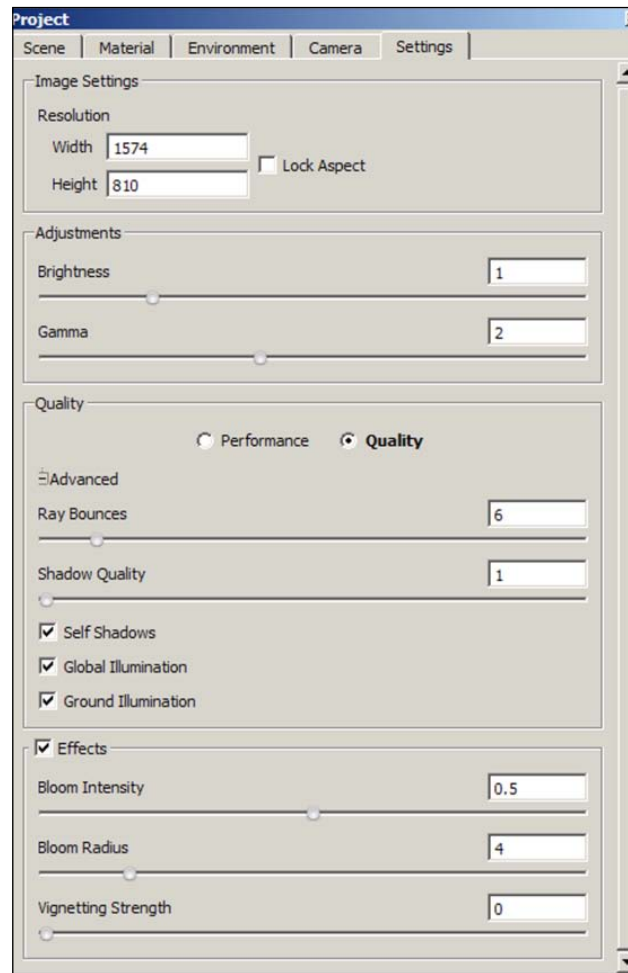 Project
Scene Material Environment Camera Settings
Image Settings
Resolution
Width 1574
Lock Aspect
Height 810
Adjustments
Brightness 1
Gamma 2
Quality
Performance Quality
Advanced
Ray Bounces 6
Shadow Quality 1
Self Shadows
Global Illumination
Ground Illumination
Effects
Bloom Intensity 0.5
Bloom Radius 4
Vignetting Strength 0